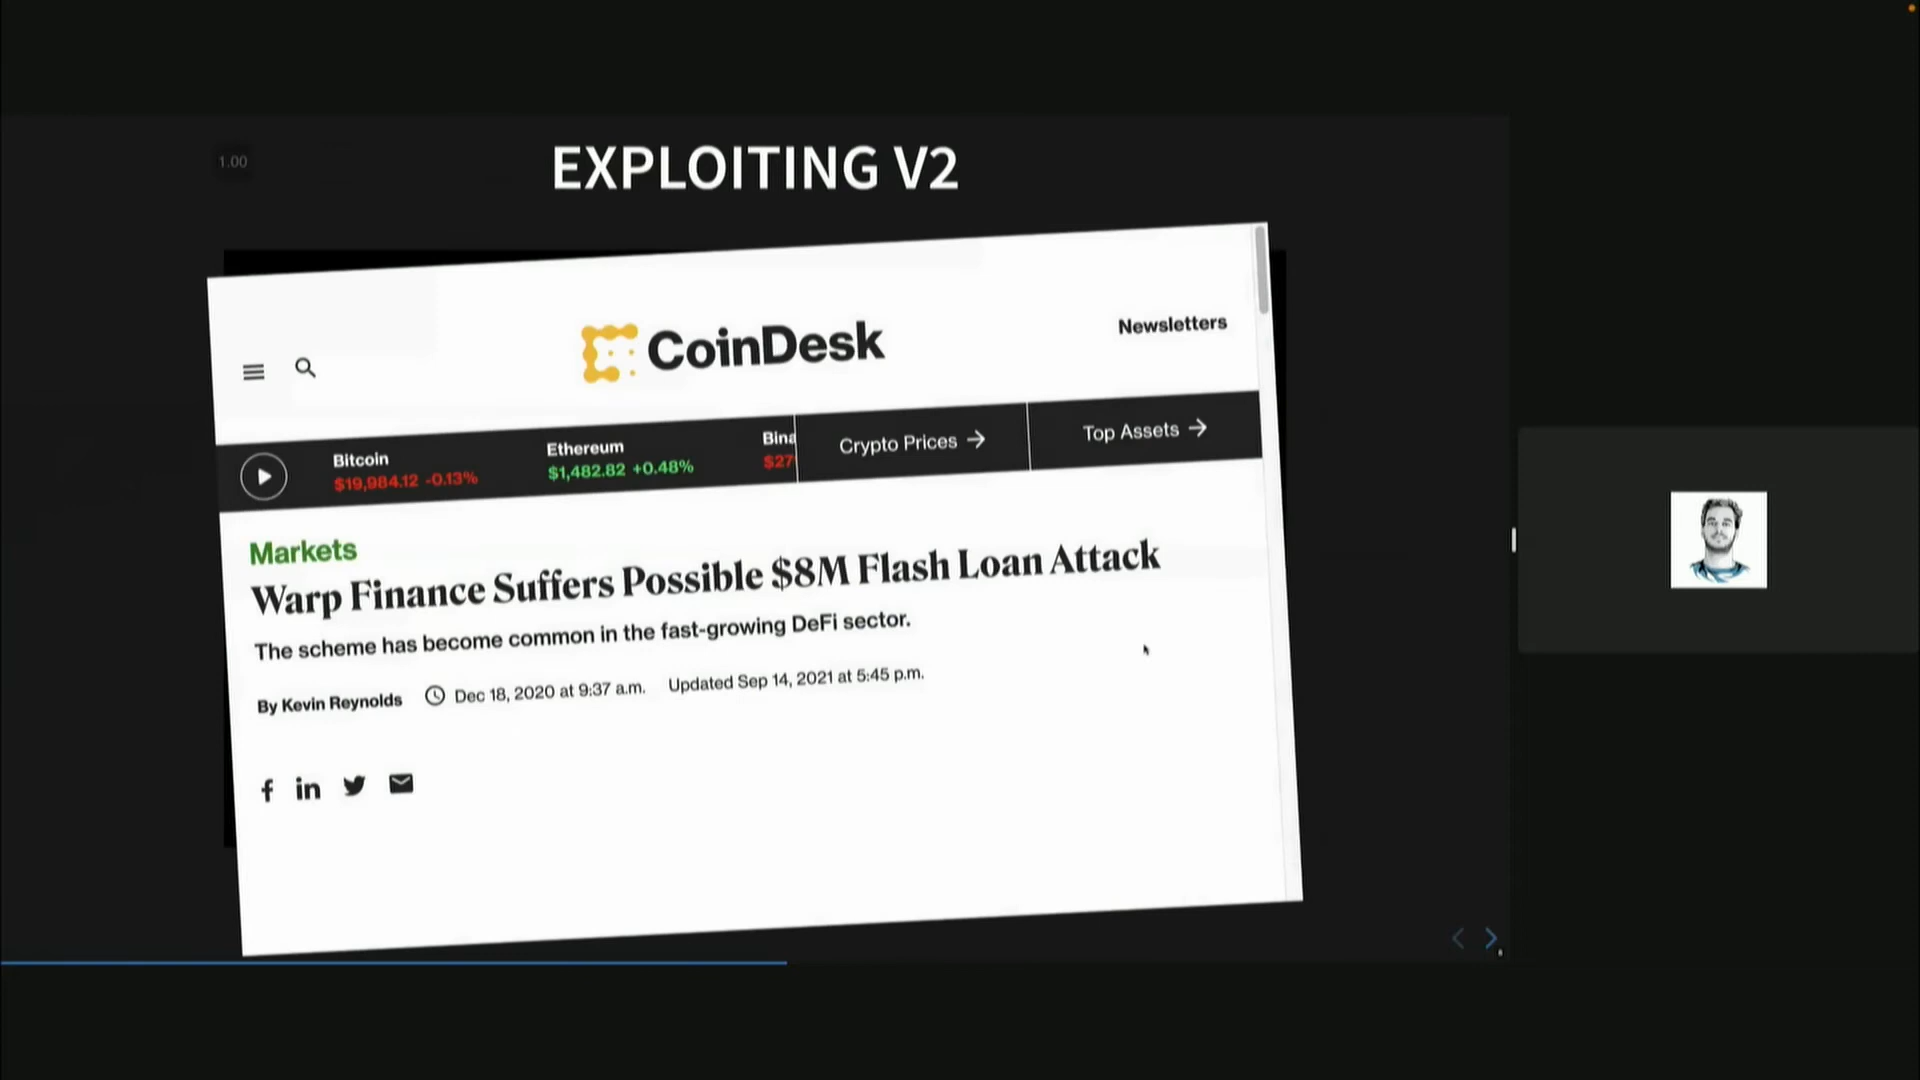 1.00
EXPLOITING V2
CoinDesk
Newsletters
Bitcoin
$19,984.12 -0.13%
Ethereum
$1,482.82 +0.48%
Bina
$27
Crypto Prices →
Top Assets →
Markets
Warp Finance Suffers Possible $8M Flash Loan Attack
The scheme has become common in the fast-growing DeFi sector.
By Kevin Reynolds Dec 18, 2020 at 9:37 a.m. Updated Sep 14, 2021 at 5:45 p.m.